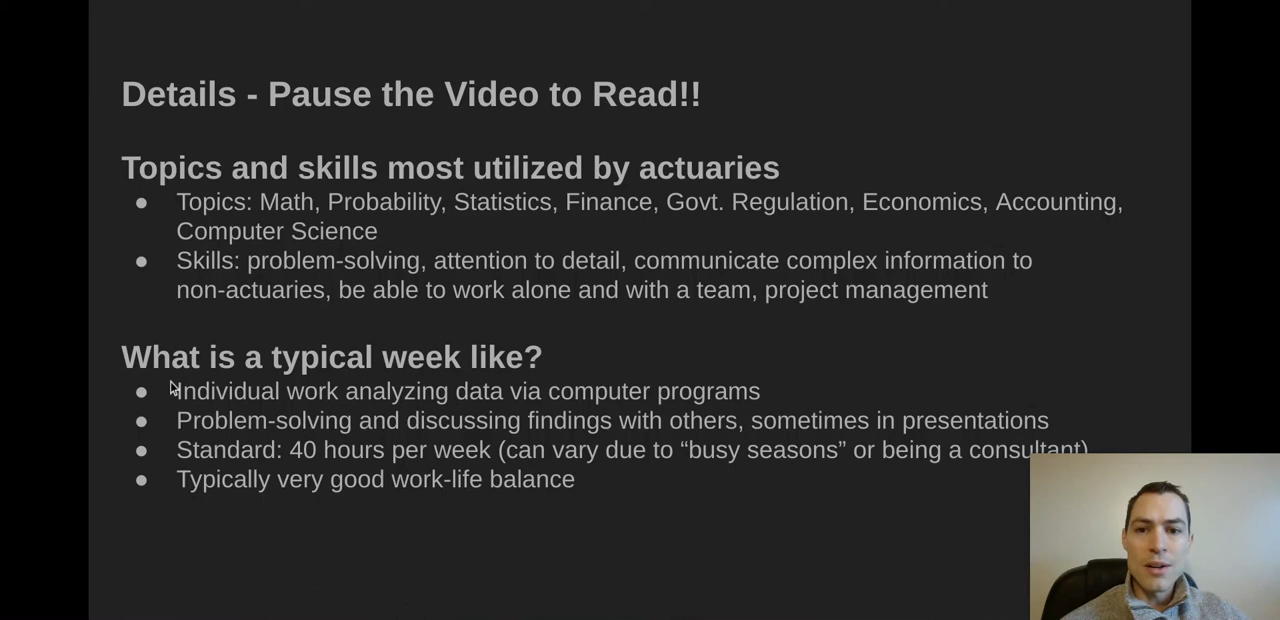 Details - Pause the Video to Read!!
Topics and skills most utilized by actuaries
● Topics: Math, Probability, Statistics, Finance, Govt. Regulation, Economics, Accounting,
Computer Science
● Skills: problem-solving, attention to detail, communicate complex information to
non-actuaries, be able to work alone and with a team, project management
What is a typical week like?
● Individual work analyzing data via computer programs
● Problem-solving and discussing findings with others, sometimes in presentations
● Standard: 40 hours per week (can vary due to “busy seasons” or being a consultant)
● Typically very good work-life balance